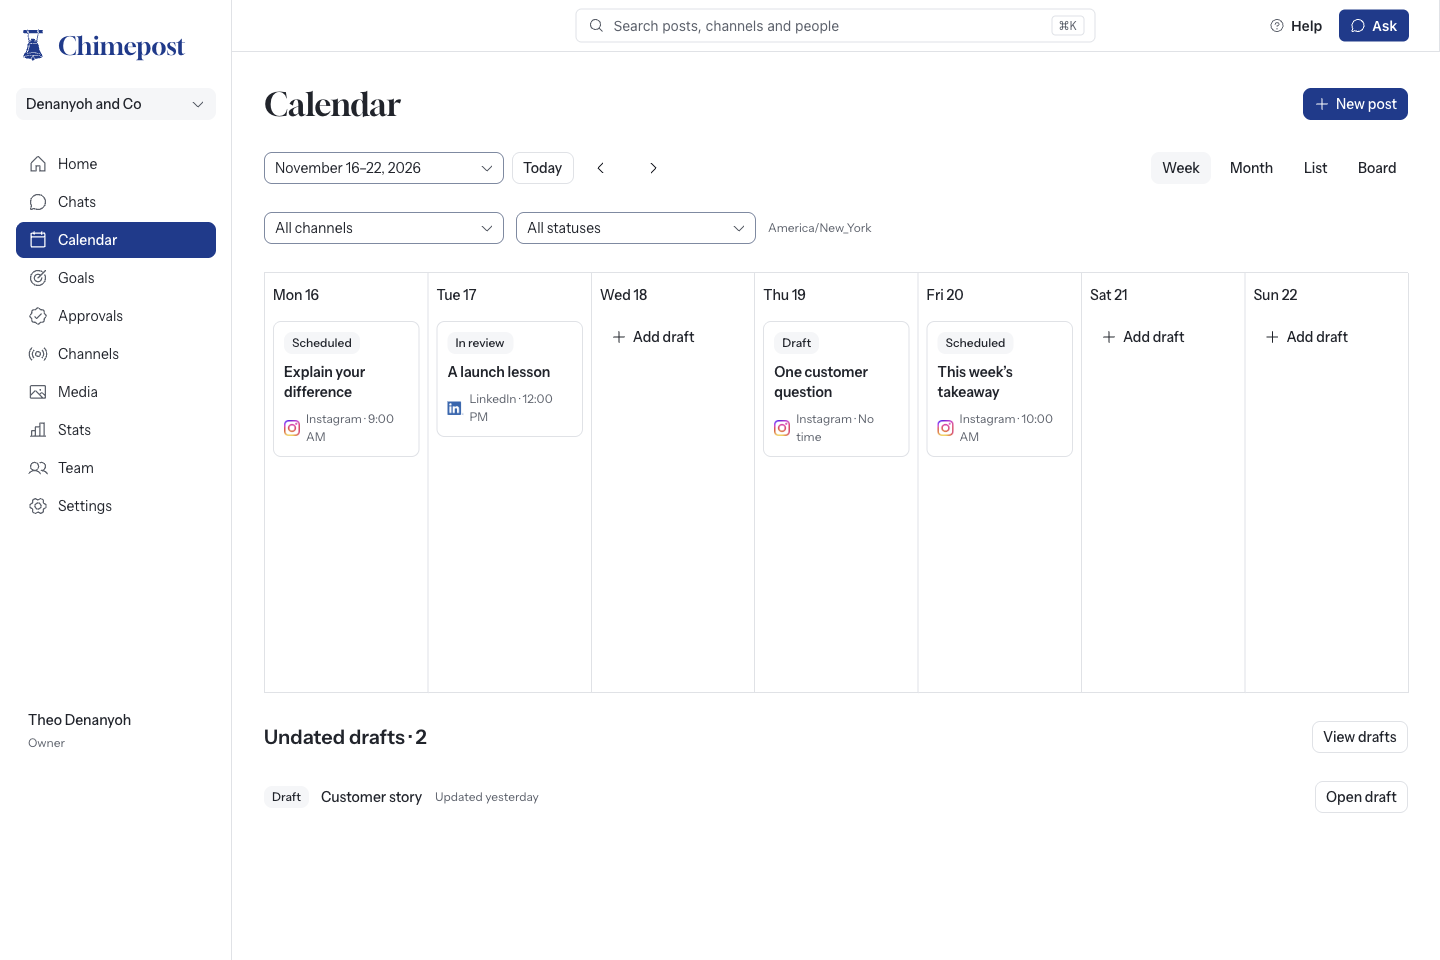 Chimepost
Denanyoh and Co
Home
Chats
Calendar
Goals
Approvals
Channels
Media
Stats
Team
Settings
Theo Denanyoh
Owner
Search posts, channels and people
⌘K
Help
Ask
Calendar
New post
November 16–22, 2026
Today
Week
Month
List
Board
All channels
All statuses
America/New_York
Mon 16
Scheduled
Explain your
difference
Instagram · 9:00
AM
Tue 17
In review
A launch lesson
LinkedIn · 12:00
PM
Wed 18
Add draft
Thu 19
Draft
One customer
question
Instagram · No
time
Fri 20
Scheduled
This week’s
takeaway
Instagram · 10:00
AM
Sat 21
Add draft
Sun 22
Add draft
Undated drafts · 2
View drafts
Draft
Customer story
Updated yesterday
Open draft